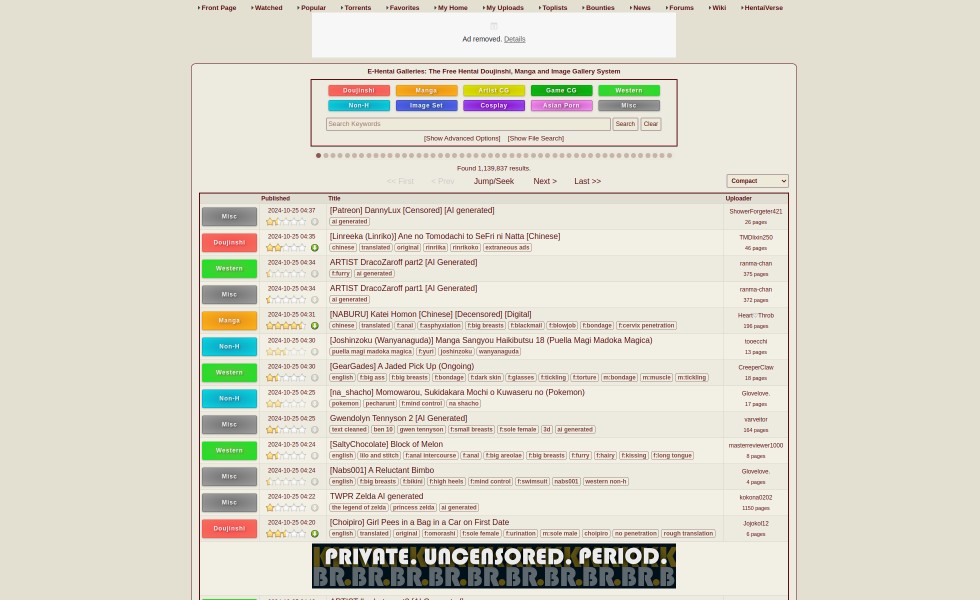 Front Page Watched Popular Torrents Favorites My Home My Uploads Toplists Bounties News Forums Wiki HentaiVerse
Ad removed. Details
E-Hentai Galleries: The Free Hentai Doujinshi, Manga and Image Gallery System
Doujinshi Manga Artist CG Game CG Western
Non-H Image Set Cosplay Asian Porn Misc
Search Keywords Search Clear
[Show Advanced Options] [Show File Search]
Found 1,139,837 results.
<< First < Prev Jump/Seek Next > Last >> Compact
Published Title Uploader
Misc 2024-10-25 04:37 [Patreon] DannyLux [Censored] [AI generated] ShowerForgeter421
ai generated 26 pages
Doujinshi 2024-10-25 04:35 [Linreeka (Linriko)] Ane no Tomodachi to SeFri ni Natta [Chinese] TMDlixin250
chinese translated original rinriika rinrikoko extraneous ads 46 pages
Western 2024-10-25 04:34 ARTIST DracoZaroff part2 [AI Generated] ranma-chan
f:furry ai generated 375 pages
Misc 2024-10-25 04:34 ARTIST DracoZaroff part1 [AI Generated] ranma-chan
ai generated 372 pages
Manga 2024-10-25 04:31 [NABURU] Katei Homon [Chinese] [Decensored] [Digital] Heart♡Throb
chinese translated f:anal f:asphyxiation f:big breasts f:blackmail f:blowjob f:bondage f:cervix penetration 196 pages
Non-H 2024-10-25 04:30 [Joshinzoku (Wanyanaguda)] Manga Sangyou Haikibutsu 18 (Puella Magi Madoka Magica) tooecchi
puella magi madoka magica f:yuri joshinzoku wanyanaguda 13 pages
Western 2024-10-25 04:30 [GearGades] A Jaded Pick Up (Ongoing) CreeperClaw
english f:big ass f:big breasts f:bondage f:dark skin f:glasses f:tickling f:torture m:bondage m:muscle m:tickling 18 pages
Non-H 2024-10-25 04:25 [na_shacho] Momowarou, Sukidakara Mochi o Kuwaseru no (Pokemon) Glovelove.
pokemon pecharunt f:mind control na shacho 17 pages
Misc 2024-10-25 04:25 Gwendolyn Tennyson 2 [AI Generated] varveitor
text cleaned ben 10 gwen tennyson f:small breasts f:sole female 3d ai generated 164 pages
Western 2024-10-25 04:24 [SaltyChocolate] Block of Melon masterreviewer1000
english lilo and stitch f:anal intercourse f:anal f:big areolae f:big breasts f:furry f:hairy f:kissing f:long tongue 8 pages
Misc 2024-10-25 04:24 [Nabs001] A Reluctant Bimbo Glovelove.
english f:big breasts f:bikini f:high heels f:mind control f:swimsuit nabs001 western non-h 4 pages
Misc 2024-10-25 04:22 TWPR Zelda AI generated kokona0202
the legend of zelda princess zelda ai generated 1150 pages
Doujinshi 2024-10-25 04:20 [Choipiro] Girl Pees in a Bag in a Car on First Date Jojokol12
english translated original f:omorashi f:sole female f:urination m:sole male choipiro no penetration rough translation 6 pages
PRIVATE. UNCENSORED. PERIOD.